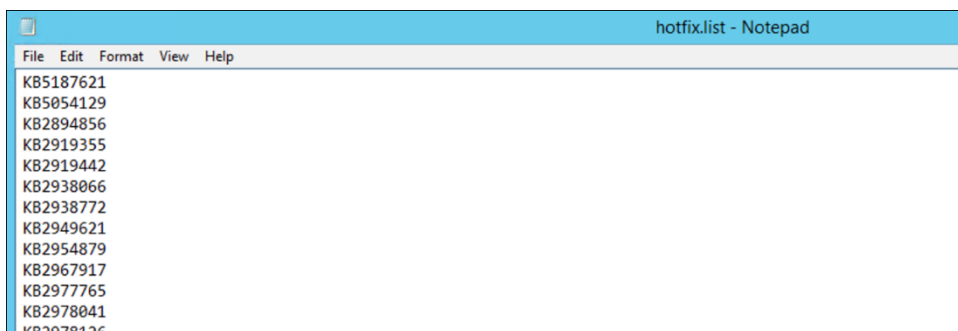 hotfix.list - Notepad
File Edit Format View Help
KB5187621
KB5054129
KB2894856
KB2919355
KB2919442
KB2938066
KB2938772
KB2949621
KB2954879
KB2967917
KB2977765
KB2978041
KB2978126